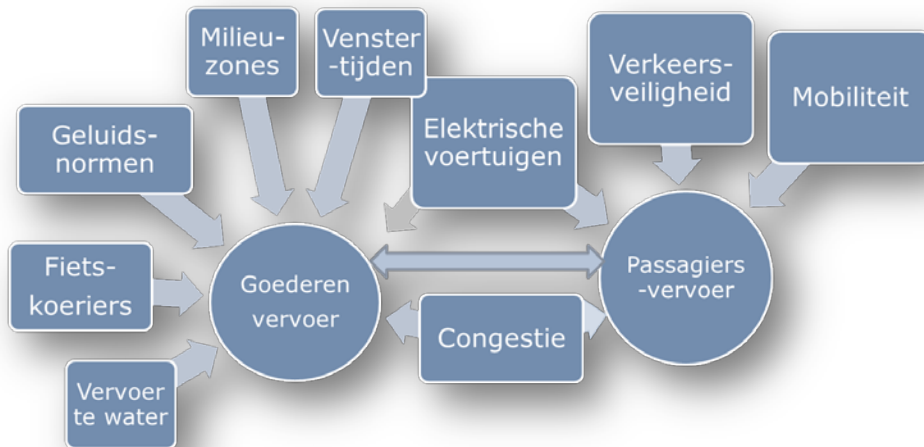 Milieu-
zones
Venster
-tijden
Verkeers-
veiligheid
Mobiliteit
Geluids-
normen
Elektrische
voertuigen
Fiets-
koeriers
Goederen
vervoer
Passagiers
-vervoer
Congestie
Vervoer
te water